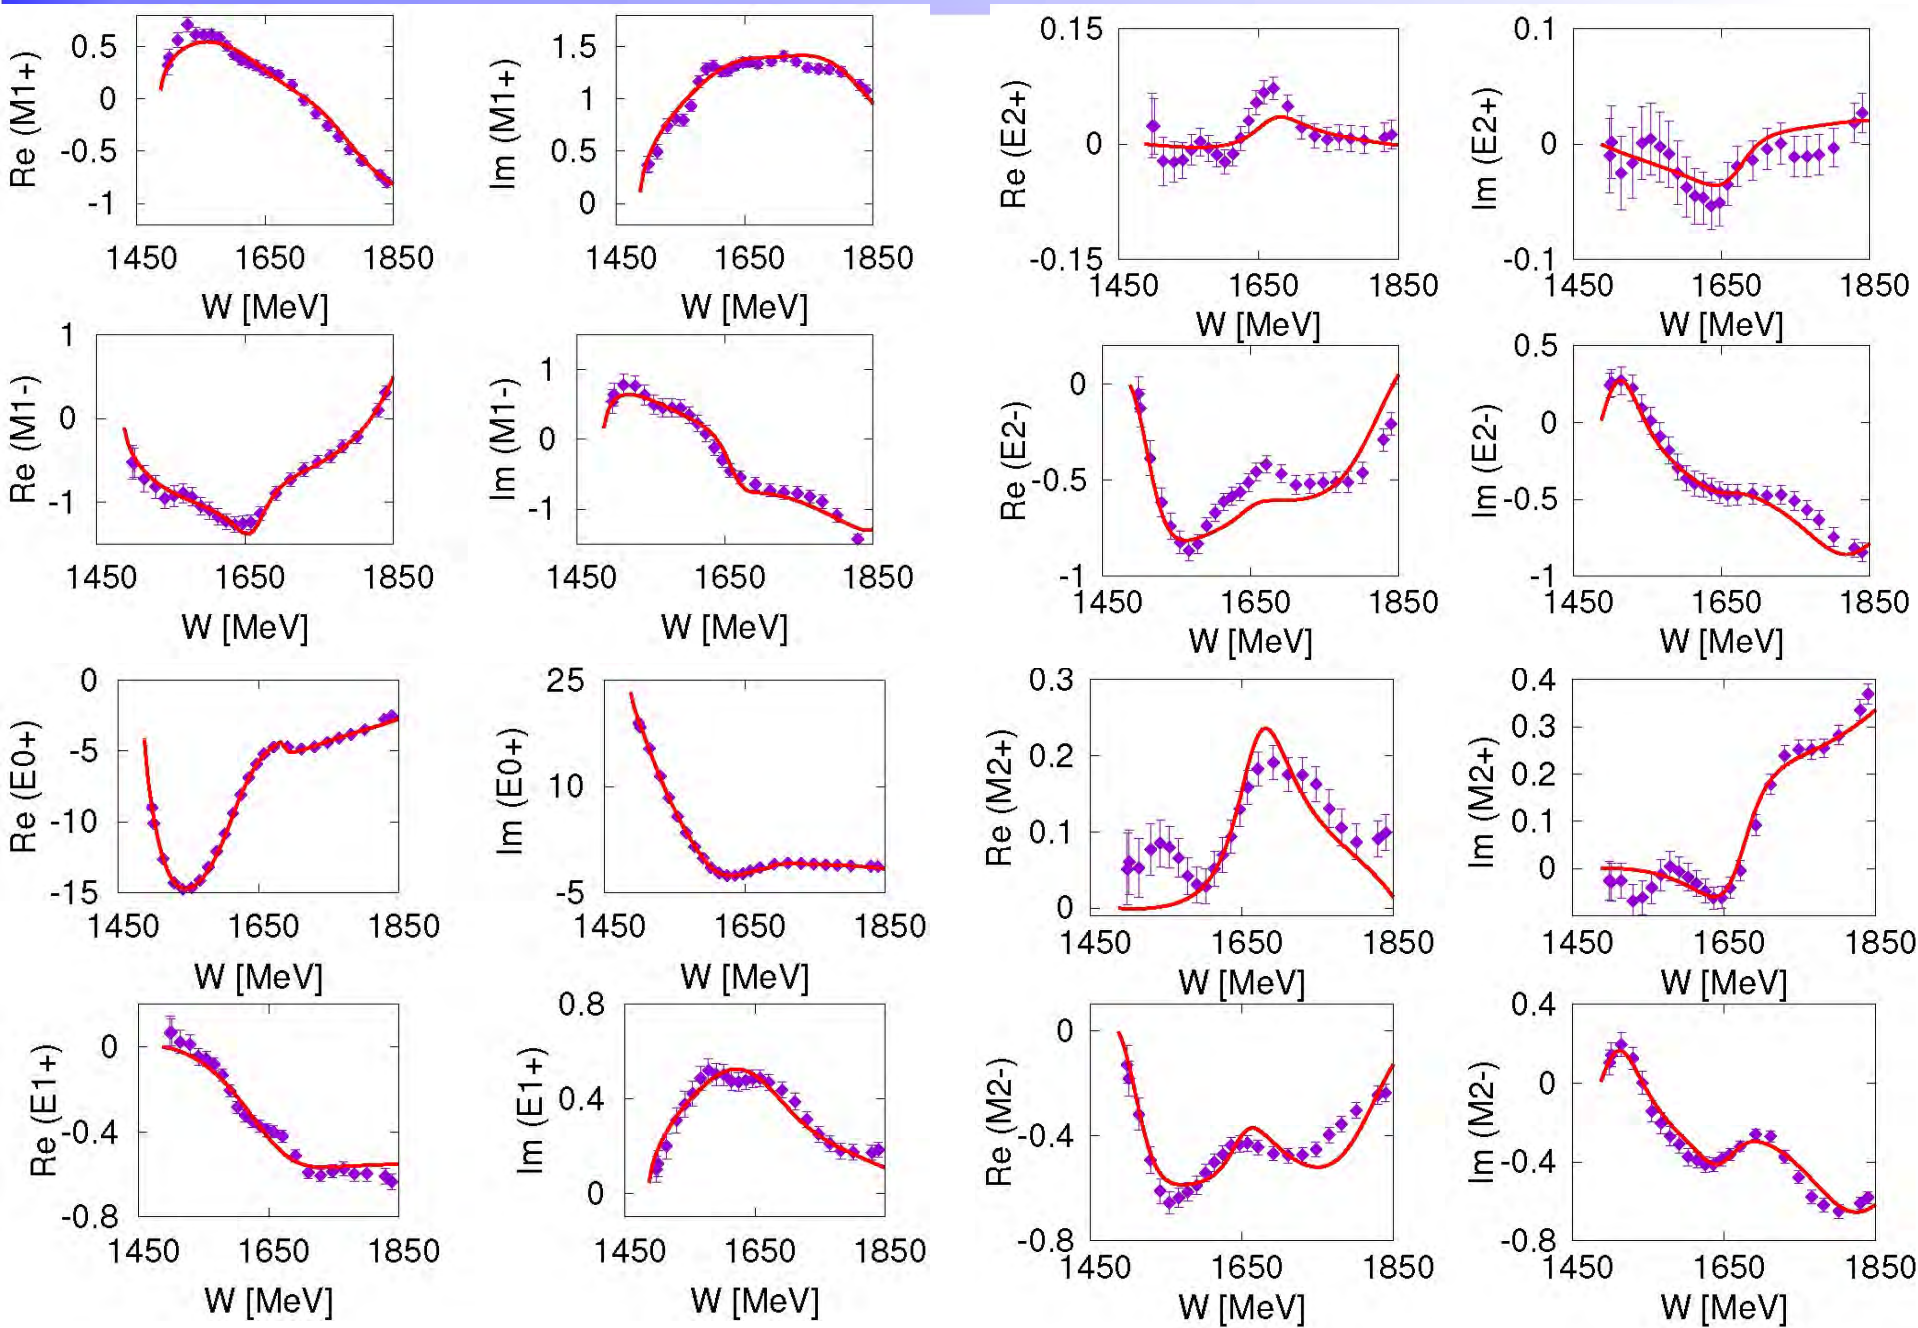 Re (M1+)
0.5
0
-0.5
-1
1450 1650 1850
W [MeV]
Im (M1+)
1.5
1
0.5
0
1450 1650 1850
W [MeV]
Re (E2+)
0.15
0
-0.15
1450 1650 1850
W [MeV]
Im (E2+)
0.1
0
-0.1
1450 1650 1850
W [MeV]
Re (M1-)
1
0
-1
1450 1650 1850
W [MeV]
Im (M1-)
1
0
-1
1450 1650 1850
W [MeV]
Re (E2-)
0
-0.5
-1
1450 1650 1850
W [MeV]
Im (E2-)
0.5
0
-0.5
-1
1450 1650 1850
W [MeV]
Re (E0+)
0
-5
-10
-15
1450 1650 1850
W [MeV]
Im (E0+)
25
10
-5
1450 1650 1850
W [MeV]
Re (M2+)
0.3
0.2
0.1
0
1450 1650 1850
W [MeV]
Im (M2+)
0.4
0.3
0.2
0.1
0
1450 1650 1850
W [MeV]
Re (E1+)
0
-0.4
-0.8
1450 1650 1850
W [MeV]
Im (E1+)
0.8
0.4
0
1450 1650 1850
W [MeV]
Re (M2-)
0
-0.4
-0.8
1450 1650 1850
W [MeV]
Im (M2-)
0.4
0
-0.4
-0.8
1450 1650 1850
W [MeV]